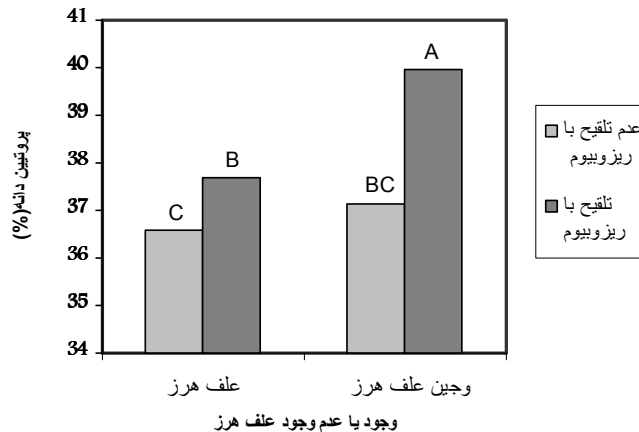 41
40
39
38
37
36
35
34
پروتیین دانه(%)
C
B
BC
A
علف هرز
وجین علف هرز
وجود یا عدم وجود علف هرز
عدم تلقیح با
ریزوبیوم
تلقیح با
ریزوبیوم